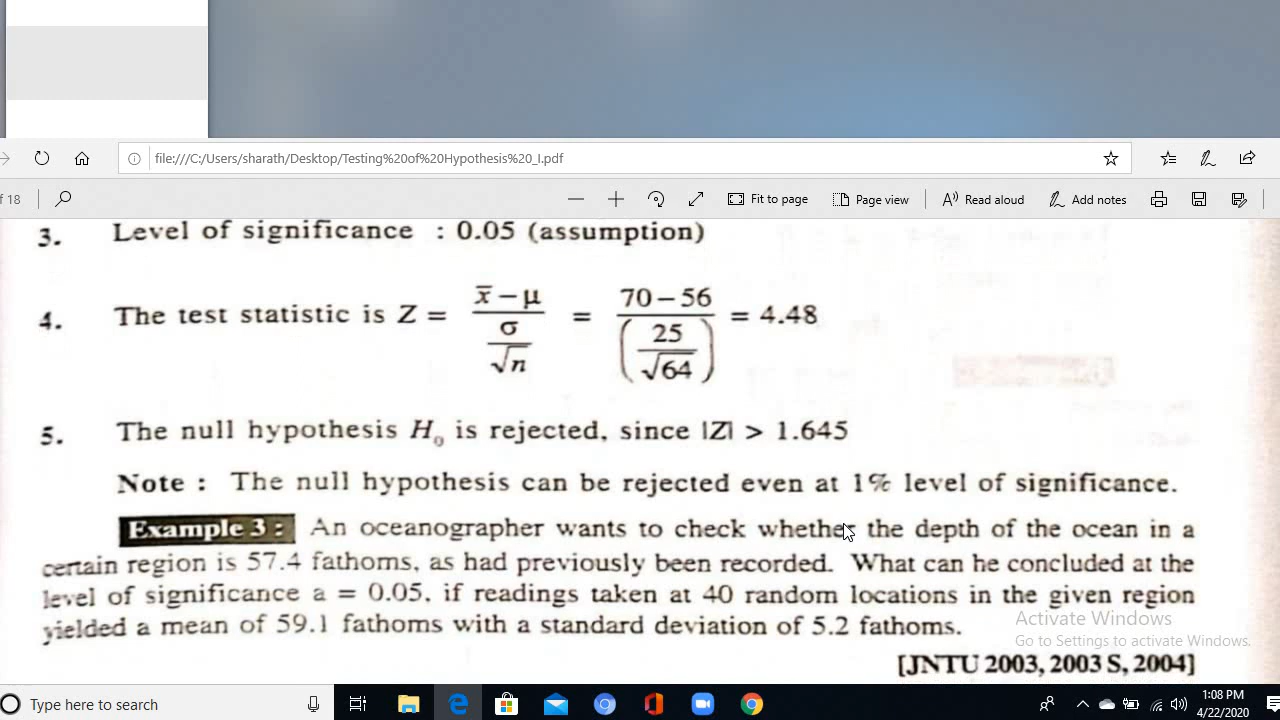 file:///C:/Users/sharath/Desktop/Testing%20of%20Hypothesis%20_I.pdf
f 18 Fit to page Page view Read aloud Add notes
3. Level of significance : 0.05 (assumption)
4. The test statistic is Z = (x̄ − μ) / (σ/√n) = (70 − 56) / (25/√64) = 4.48
5. The null hypothesis H₀ is rejected, since |Z| > 1.645
Note : The null hypothesis can be rejected even at 1% level of significance.
Example 3 : An oceanographer wants to check whether the depth of the ocean in a
certain region is 57.4 fathoms, as had previously been recorded. What can he concluded at the
level of significance a = 0.05, if readings taken at 40 random locations in the given region
yielded a mean of 59.1 fathoms with a standard deviation of 5.2 fathoms.
[JNTU 2003, 2003 S, 2004]
Activate Windows
Go to Settings to activate Windows.
Type here to search
1:08 PM
4/22/2020